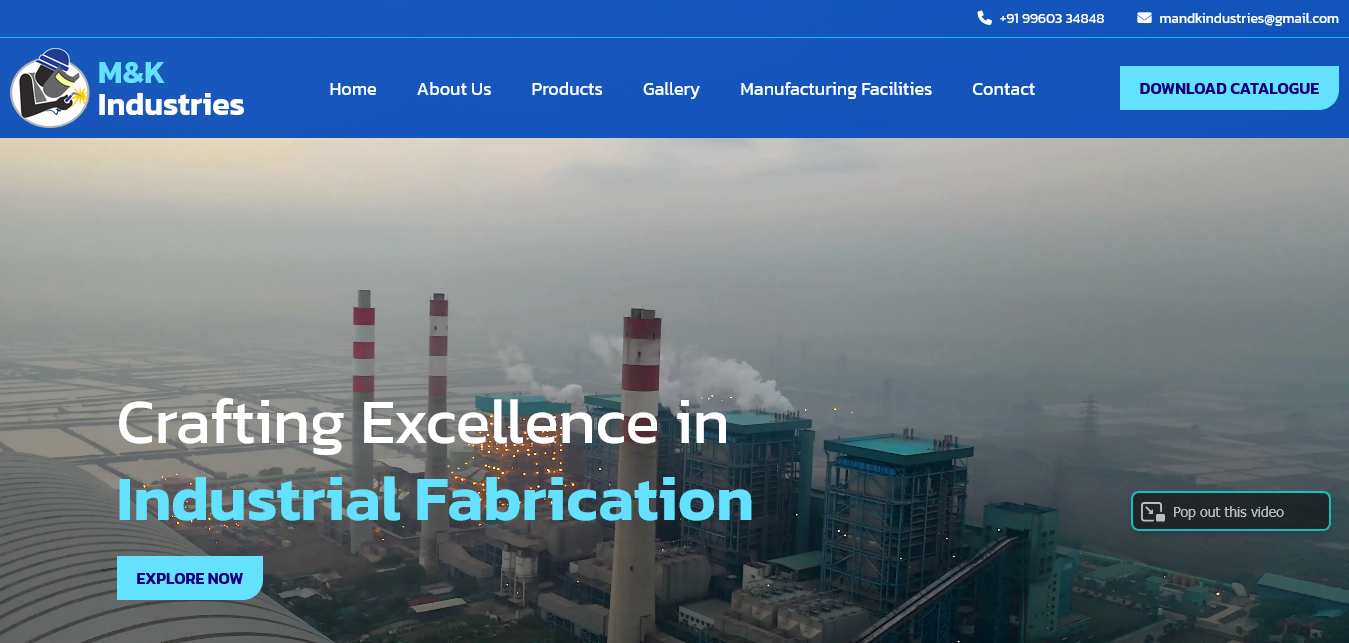 +91 99603 34848
mandkindustries@gmail.com
M&K
Industries
Home
About Us
Products
Gallery
Manufacturing Facilities
Contact
DOWNLOAD CATALOGUE
Crafting Excellence in
Industrial Fabrication
Pop out this video
EXPLORE NOW